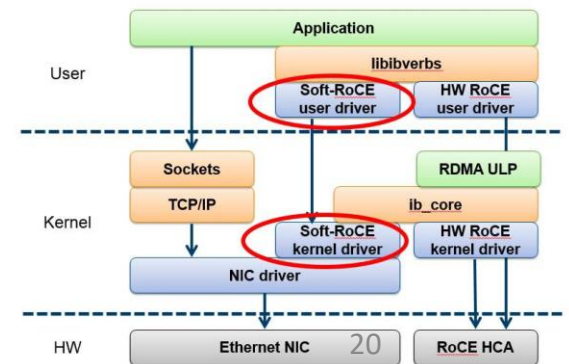 Application
User
libibverbs
Soft-RoCE
user driver
HW RoCE
user driver
Sockets
RDMA ULP
TCP/IP
ib_core
Kernel
Soft-RoCE
kernel driver
HW RoCE
kernel driver
NIC driver
HW
Ethernet NIC
20
RoCE HCA